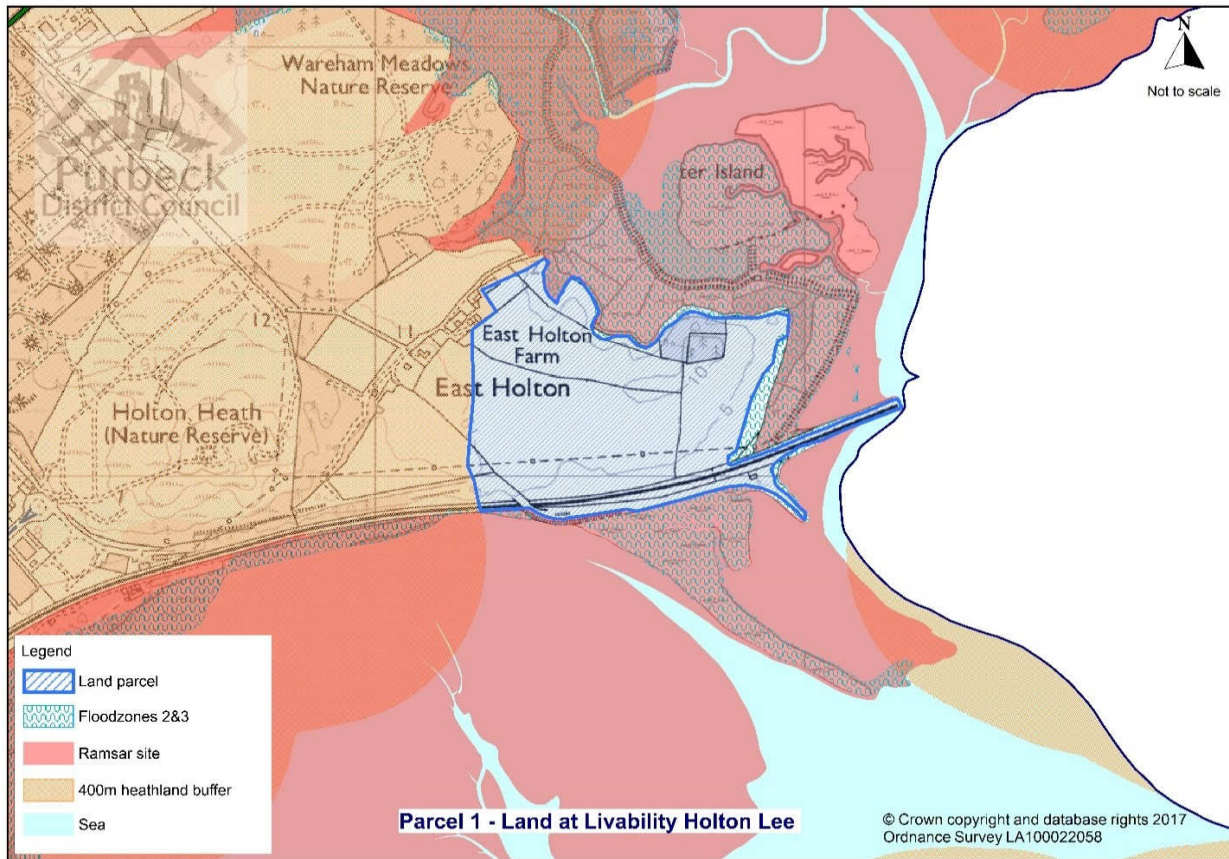 N
Not to scale
Wareham Meadows
Nature Reserve
47
Purbeck
District Council
ter Island
12
11
East Holton
Farm
East Holton
10
5
Holton Heath
(Nature Reserve)
Legend
Land parcel
Floodzones 2&3
Ramsar site
400m heathland buffer
Sea
Parcel 1 - Land at Livability Holton Lee
© Crown copyright and database rights 2017
Ordnance Survey LA100022058